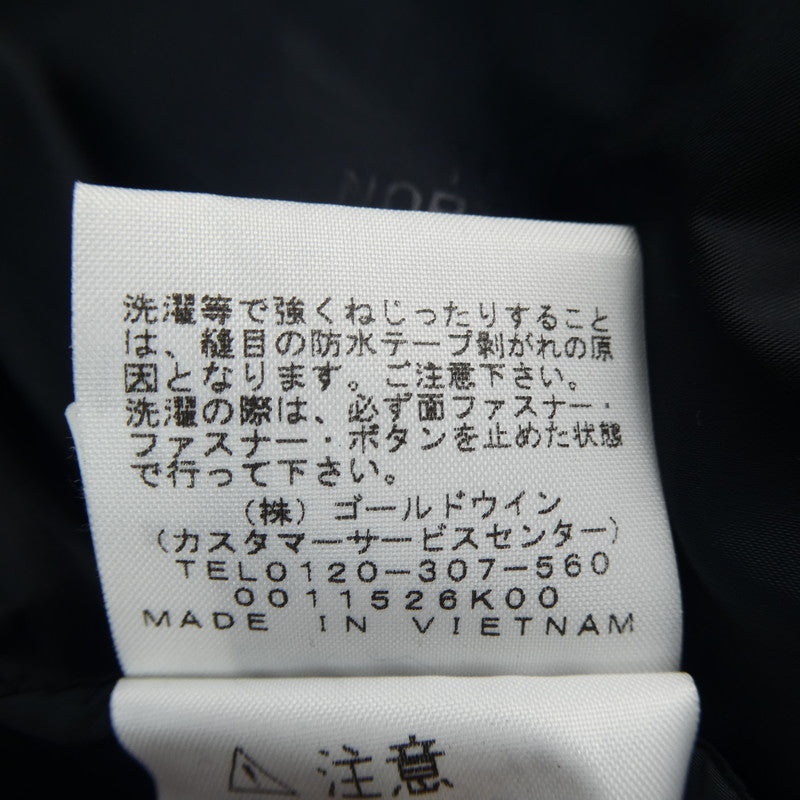 NOR
洗濯等で強くねじったりすること
は、縫目の防水テープ剥がれの原
因となります。ご注意下さい。
洗濯の際は、必ず面ファスナー・
ファスナー・ボタンを止めた状態
で行って下さい。
(株)ゴールドウイン
(カスタマーサービスセンター)
TEL0120-307-560
0011526K00
MADE IN VIETNAM
注意